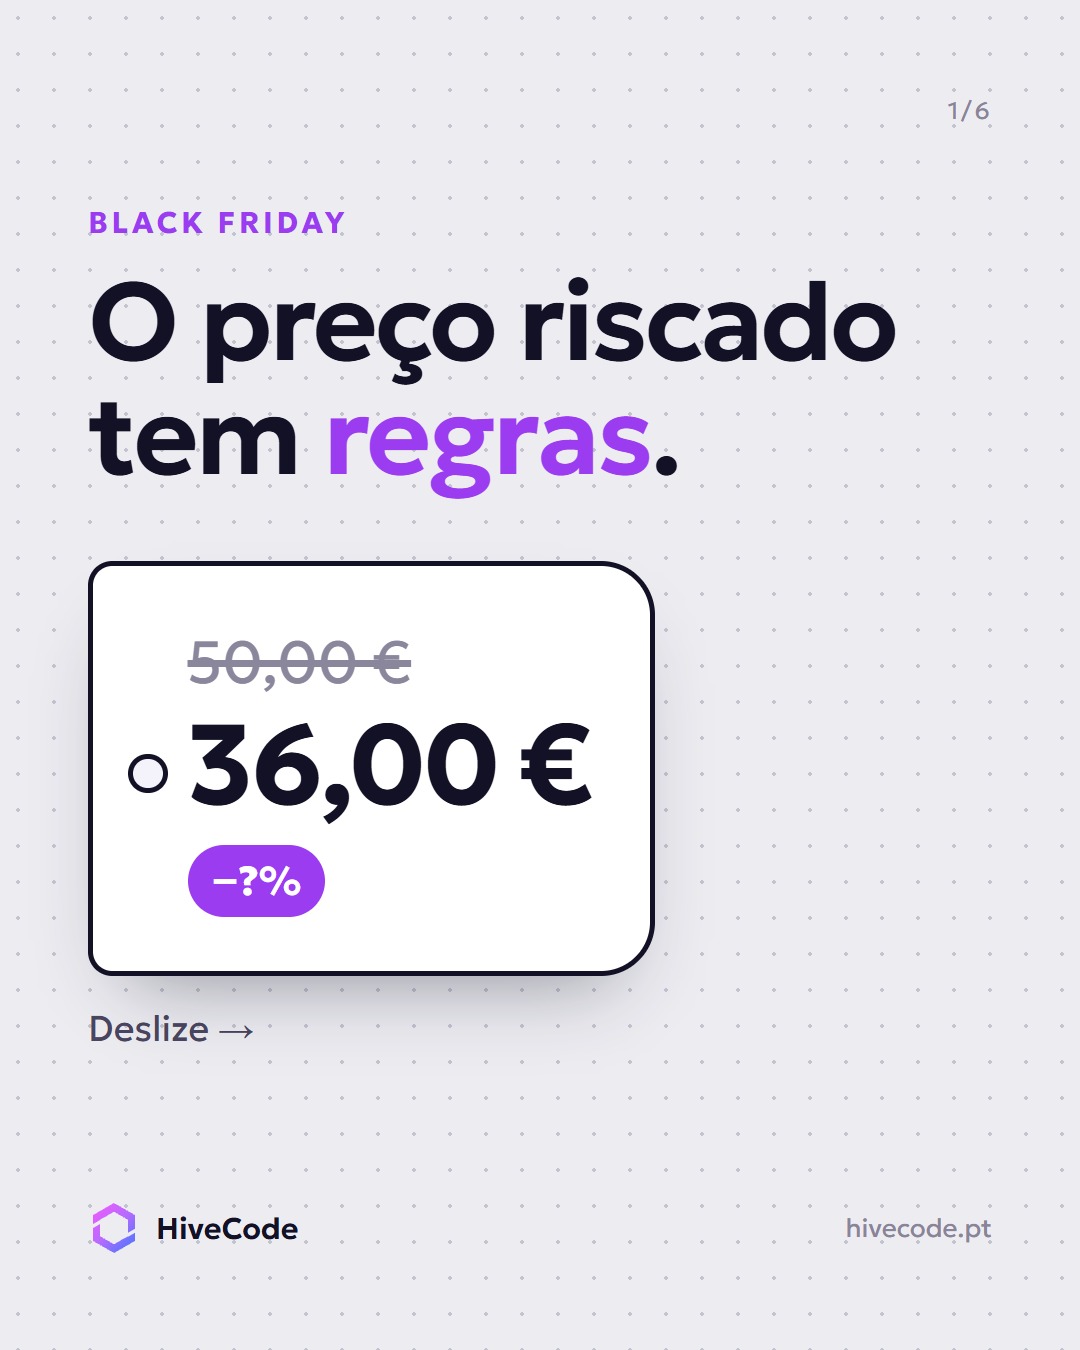 1/6
BLACK FRIDAY
O preço riscado
tem regras.
50,00 €
36,00 €
–?%
Deslize →
HiveCode
hivecode.pt